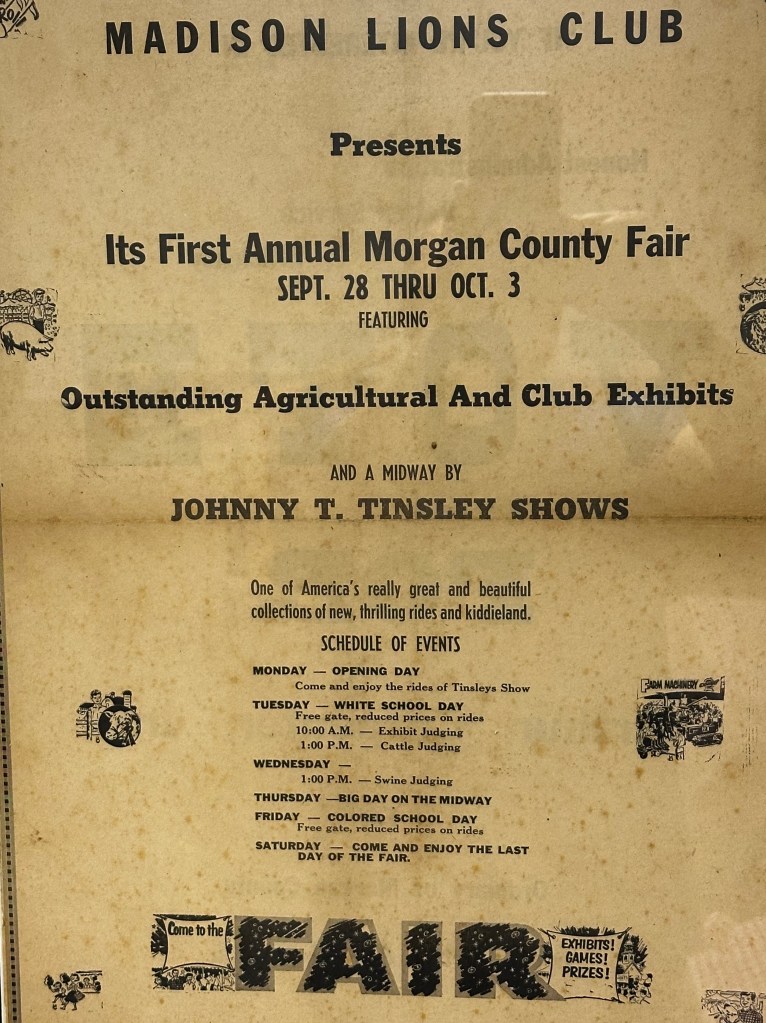 MADISON LIONS CLUB
Presents
Its First Annual Morgan County Fair
SEPT. 28 THRU OCT. 3
FEATURING
Outstanding Agricultural And Club Exhibits
AND A MIDWAY BY
JOHNNY T. TINSLEY SHOWS
One of America's really great and beautiful
collections of new, thrilling rides and kiddieland.
SCHEDULE OF EVENTS
MONDAY — OPENING DAY
Come and enjoy the rides of Tinsleys Show
TUESDAY — WHITE SCHOOL DAY
Free gate, reduced prices on rides
10:00 A.M. — Exhibit Judging
1:00 P.M. — Cattle Judging
WEDNESDAY —
1:00 P.M. — Swine Judging
THURSDAY —BIG DAY ON THE MIDWAY
FRIDAY — COLORED SCHOOL DAY
Free gate, reduced prices on rides
SATURDAY — COME AND ENJOY THE LAST
DAY OF THE FAIR.
FARM MACHINERY
Come to the
FAIR
EXHIBITS!
GAMES!
PRIZES!